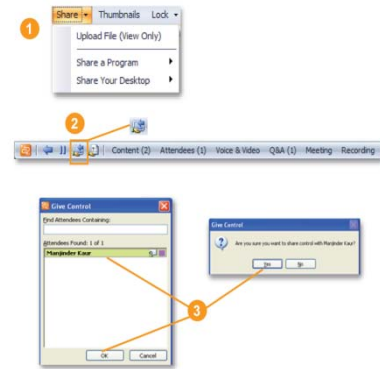 1
Share Thumbnails Lock
Upload File (View Only)
Share a Program
Share Your Desktop
2
Content (2) Attendees (1) Voice & Video Q&A (1) Meeting Recording
Give Control
Find Attendees Containing:
Attendees Found: 1 of 1
Manjinder Kaur
OK Cancel
Give Control
Are you sure you want to share control with Manjinder Kaur?
Yes No
3